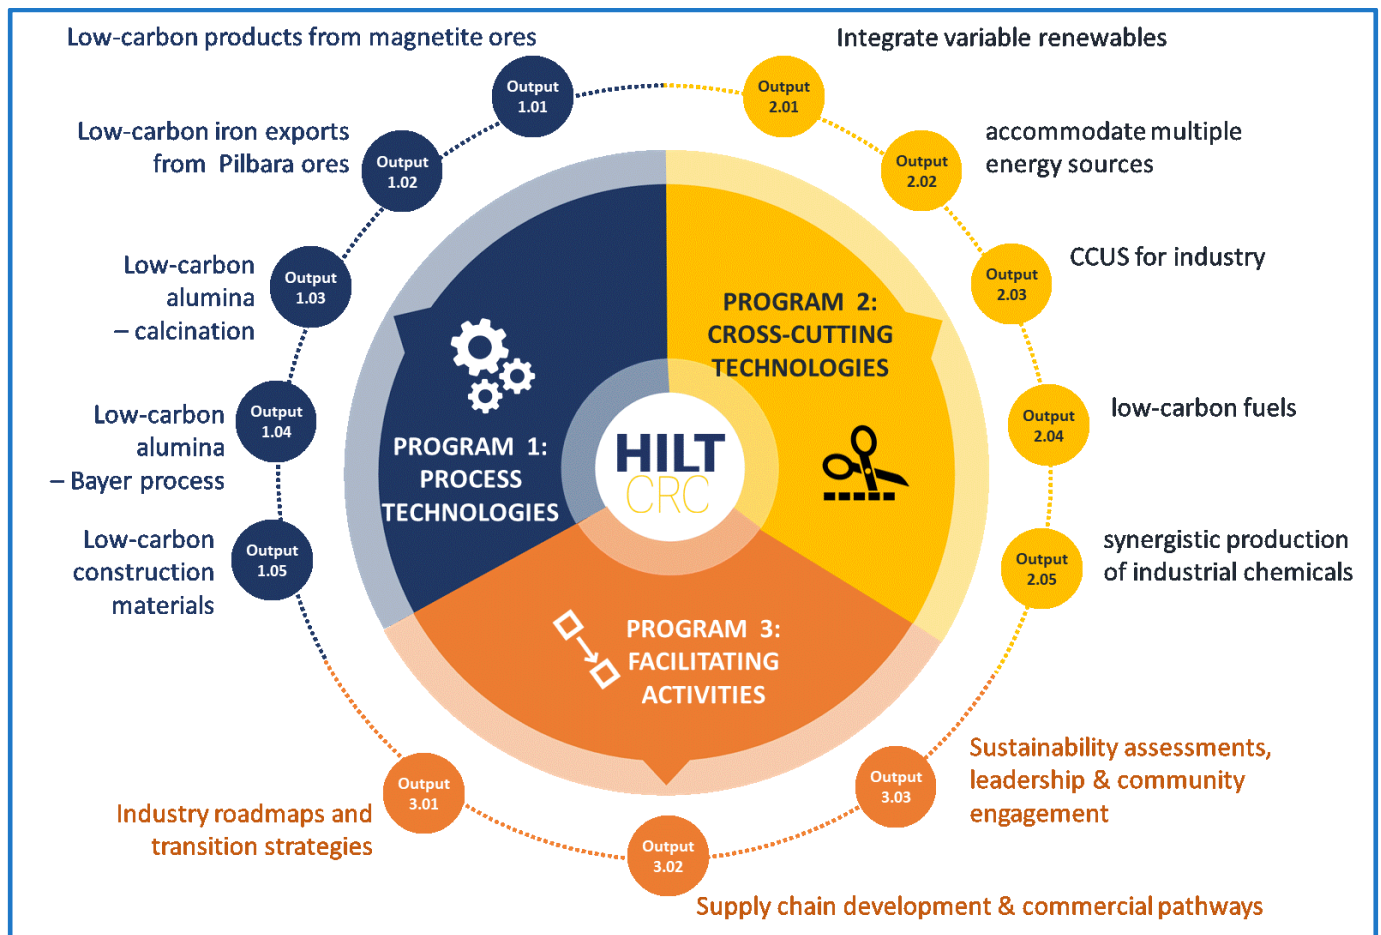 Low-carbon products from magnetite ores
Output
1.01
Low-carbon iron exports
from Pilbara ores
Output
1.02
Low-carbon
alumina
– calcination
Output
1.03
Low-carbon
alumina
– Bayer process
Output
1.04
Low-carbon
construction
materials
Output
1.05
Integrate variable renewables
Output
2.01
accommodate multiple
energy sources
Output
2.02
CCUS for industry
Output
2.03
low-carbon fuels
Output
2.04
synergistic production
of industrial chemicals
Output
2.05
PROGRAM 1:
PROCESS
TECHNOLOGIES
PROGRAM 2:
CROSS-CUTTING
TECHNOLOGIES
HILT
CRC
PROGRAM 3:
FACILITATING
ACTIVITIES
Output
3.01
Industry roadmaps and
transition strategies
Output
3.02
Supply chain development & commercial pathways
Output
3.03
Sustainability assessments,
leadership & community
engagement